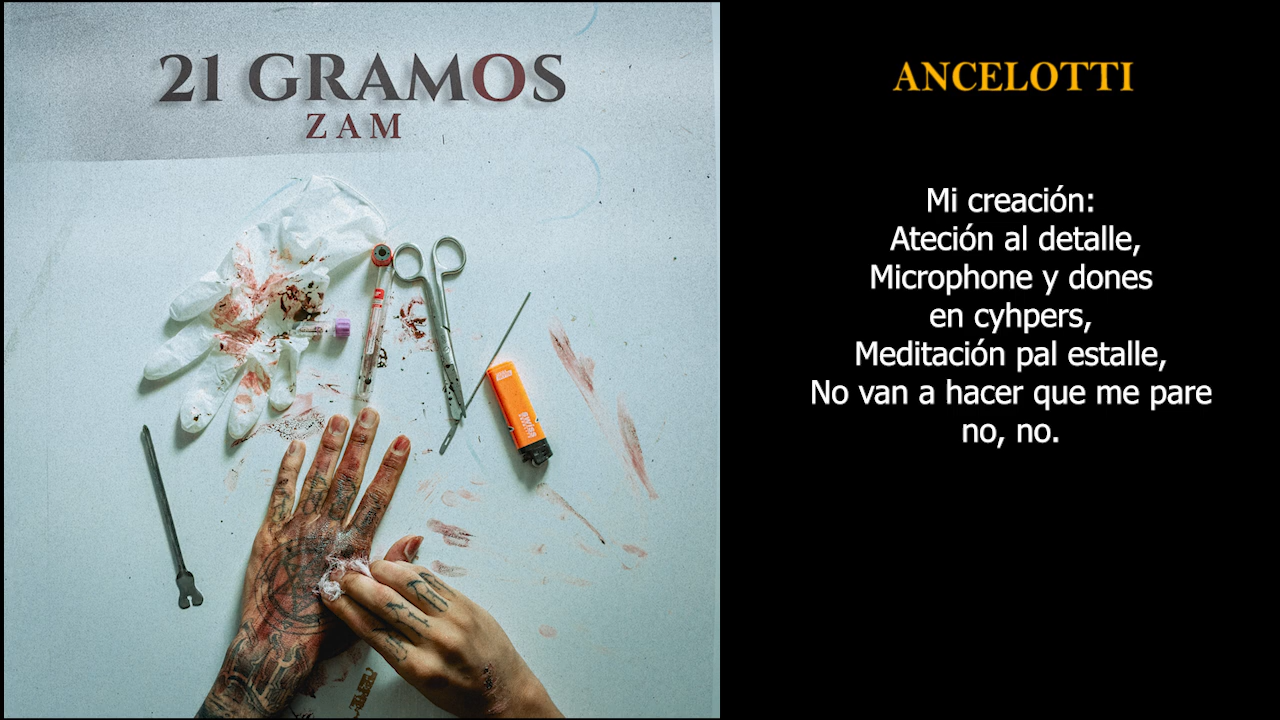 21 GRAMOS
ZAM
swiss
ANCELOTTI
Mi creación:
Ateción al detalle,
Microphone y dones
en cyhpers,
Meditación pal estalle,
No van a hacer que me pare
no, no.